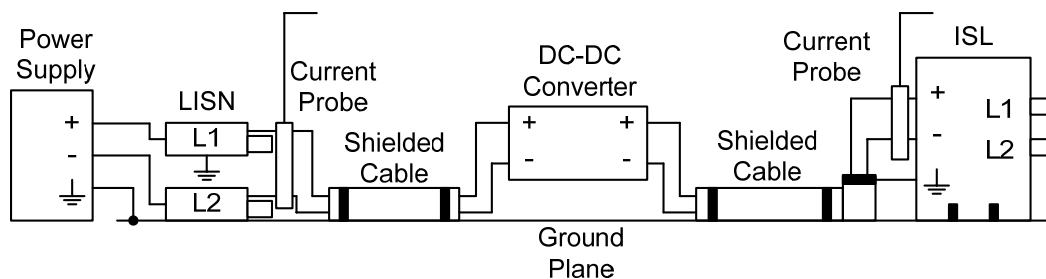 Power
Supply
+
-
LISN
L1
L2
Current
Probe
Shielded
Cable
DC-DC
Converter
+ +
- -
Ground
Plane
Shielded
Cable
Current
Probe
ISL
+
-
L1
L2